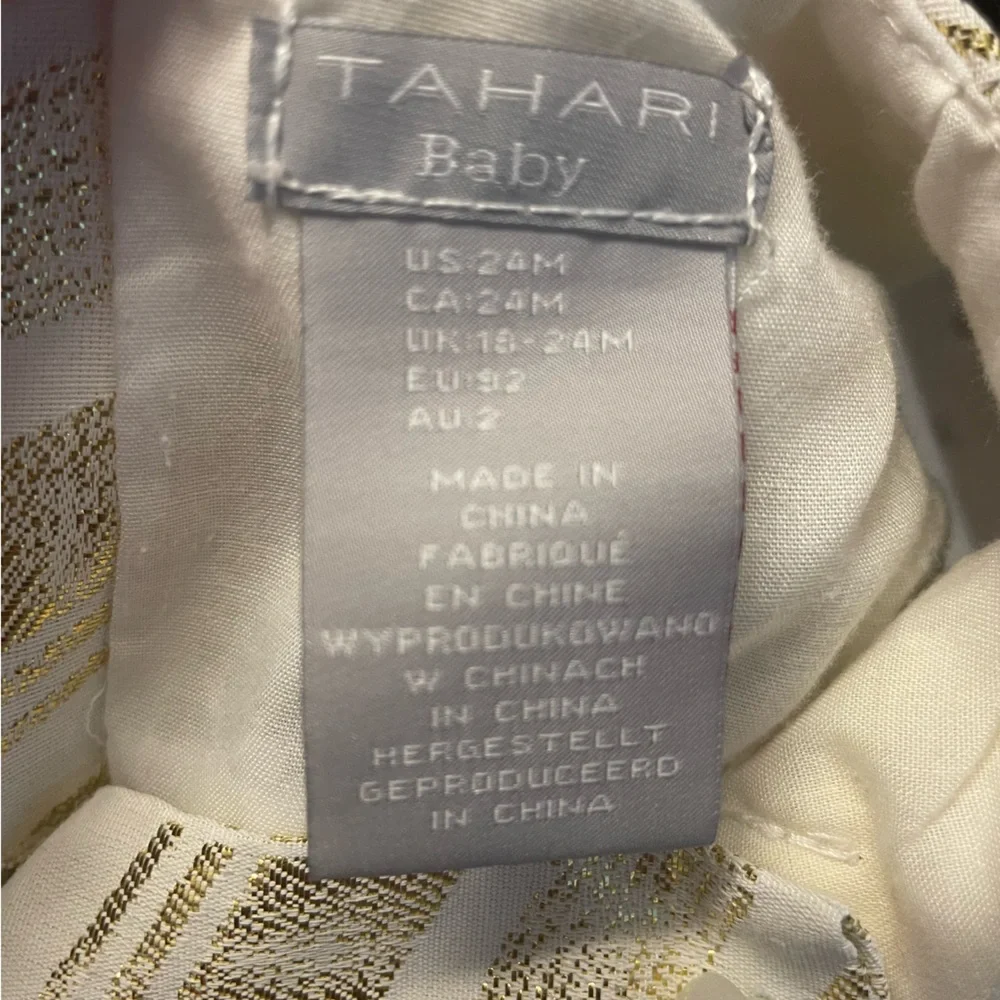 TAHARI
Baby
US:24M
CA:24M
UK:18-24M
EU:92
AU:2
MADE IN
CHINA
FABRIQUÉ
EN CHINE
WYPRODUKOWANO
W CHINACH
IN CHINA
HERGESTELLT
GEPRODUCEERD
IN CHINA